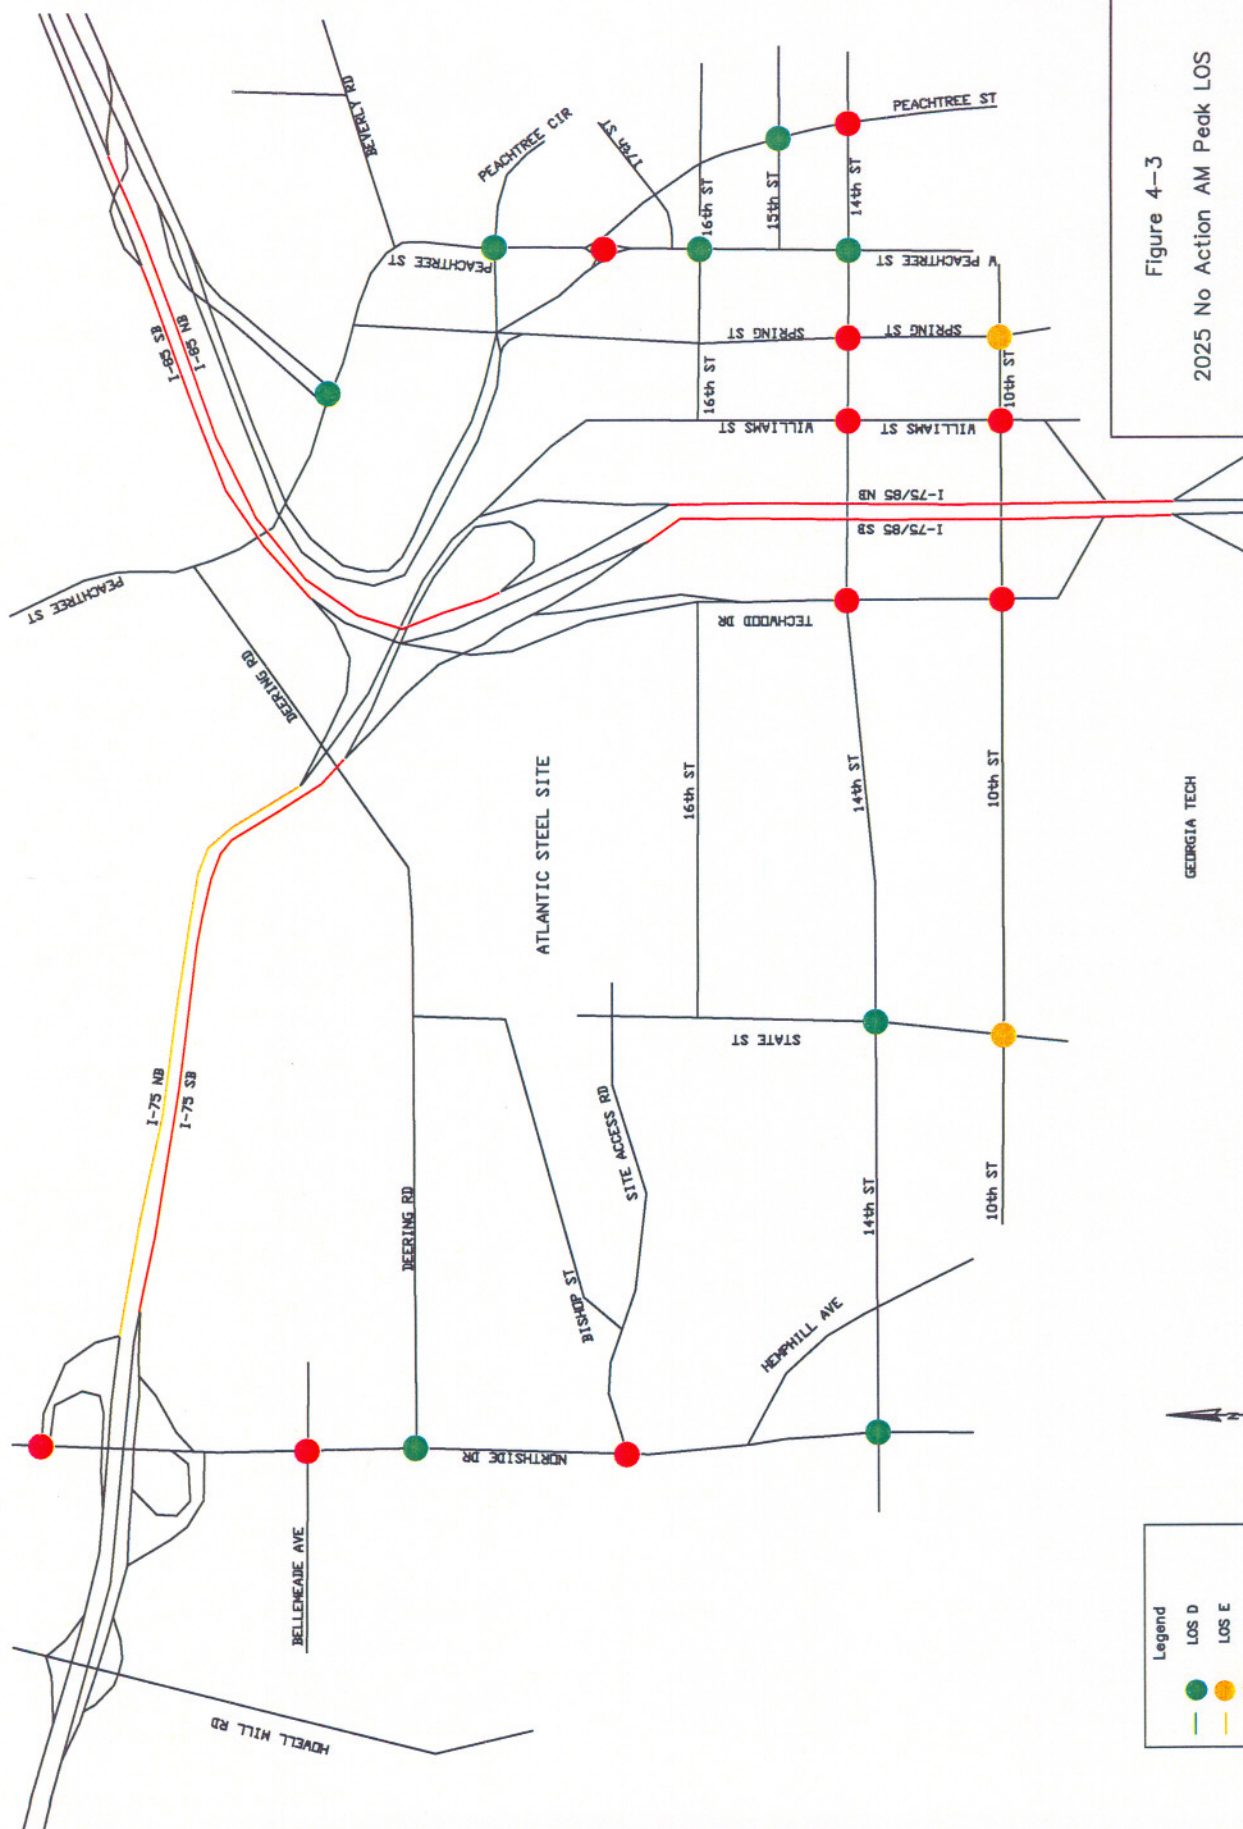 BEVERLY RD
PEACHTREE CIR
17th ST
PEACHTREE ST
16th ST
15th ST
14th ST
PEACHTREE ST
W PEACHTREE ST
I-85 SB
I-85 NB
SPRING ST
SPRING ST
10th ST
16th ST
WILLIAMS ST
WILLIAMS ST
I-75/85 NB
I-75/85 SB
PEACHTREE ST
TECHWOOD DR
DEERING RD
ATLANTIC STEEL SITE
16th ST
14th ST
10th ST
GEORGIA TECH
I-75 NB
I-75 SB
STATE ST
SITE ACCESS RD
DEERING RD
14th ST
10th ST
BISHOP ST
HEMPHILL AVE
NORTHSIDE DR
BELLEMEADE AVE
HOWELL MILL RD
N
Figure 4-3
2025 No Action AM Peak LOS
Legend
LOS D
LOS E